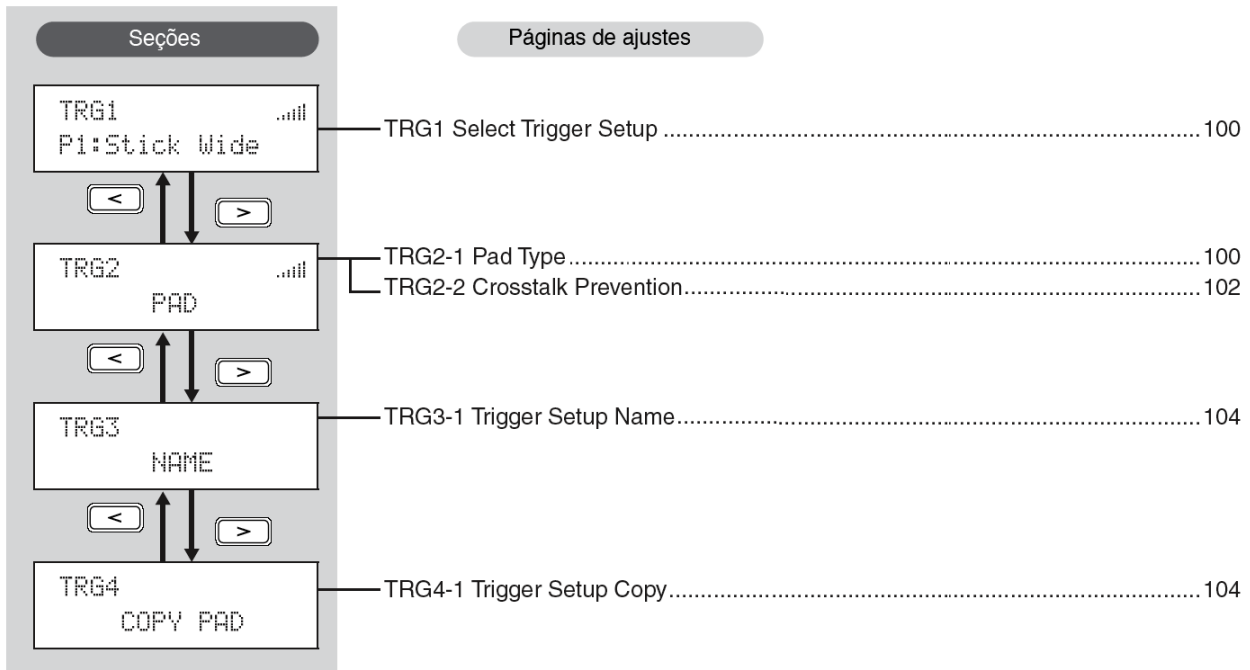 Seções
Páginas de ajustes
TRG1
P1:Stick Wide
TRG1 Select Trigger Setup ........ 100
<
>
TRG2
PAD
TRG2-1 Pad Type ........ 100
TRG2-2 Crosstalk Prevention ........ 102
<
>
TRG3
NAME
TRG3-1 Trigger Setup Name ........ 104
<
>
TRG4
COPY PAD
TRG4-1 Trigger Setup Copy ........ 104